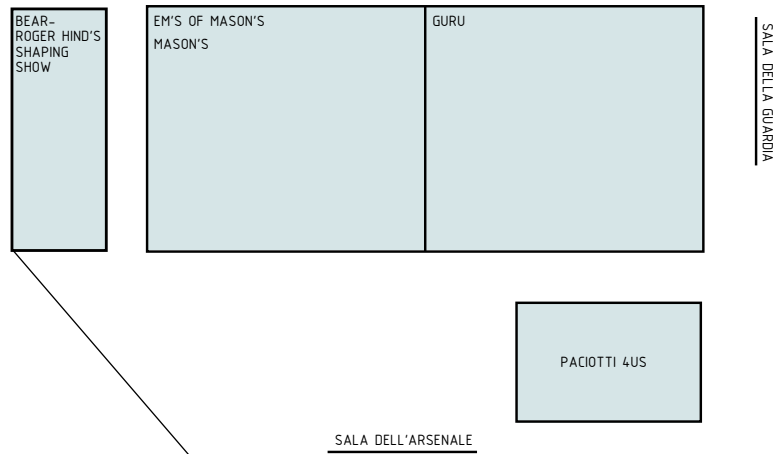 BEAR-
ROGER HIND'S
SHAPING
SHOW
EM'S OF MASON'S
MASON'S
GURU
SALA DELLA GUARDIA
PACIOTTI 4US
SALA DELL'ARSENALE